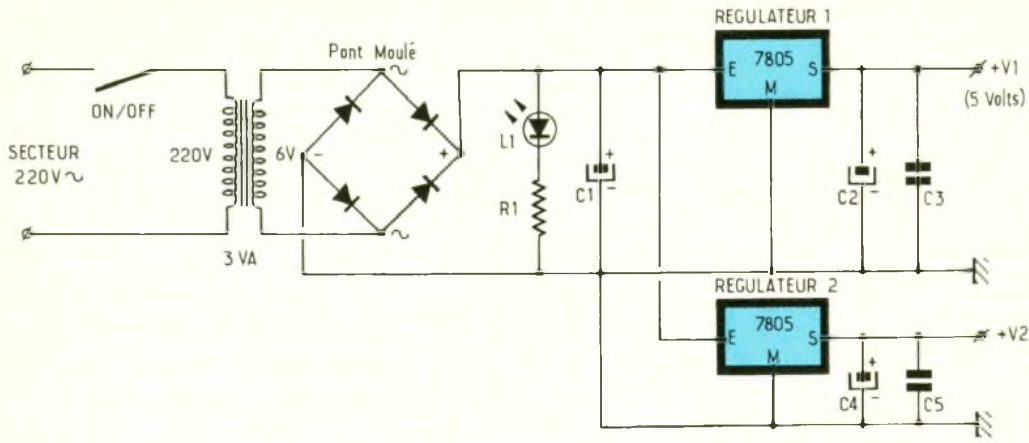 REGULATEUR 1
Pont Moulé
7805
E
S
M
+V1
(5 Volts)
ON/OFF
L1
SECTEUR
220V~
220V
6V
-
+
~
~
R1
C1
+
-
C2
+
-
C3
3 VA
REGULATEUR 2
7805
E
S
M
+V2
C4
+
-
C5